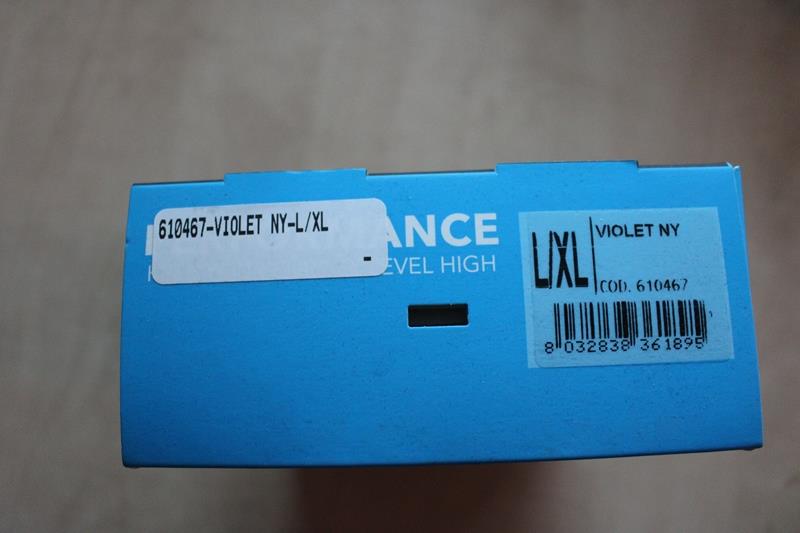 610467-VIOLET NY-L/XL
-
ANCE
EVEL HIGH
L/XL
VIOLET NY
COD. 610467
8 032838 361895